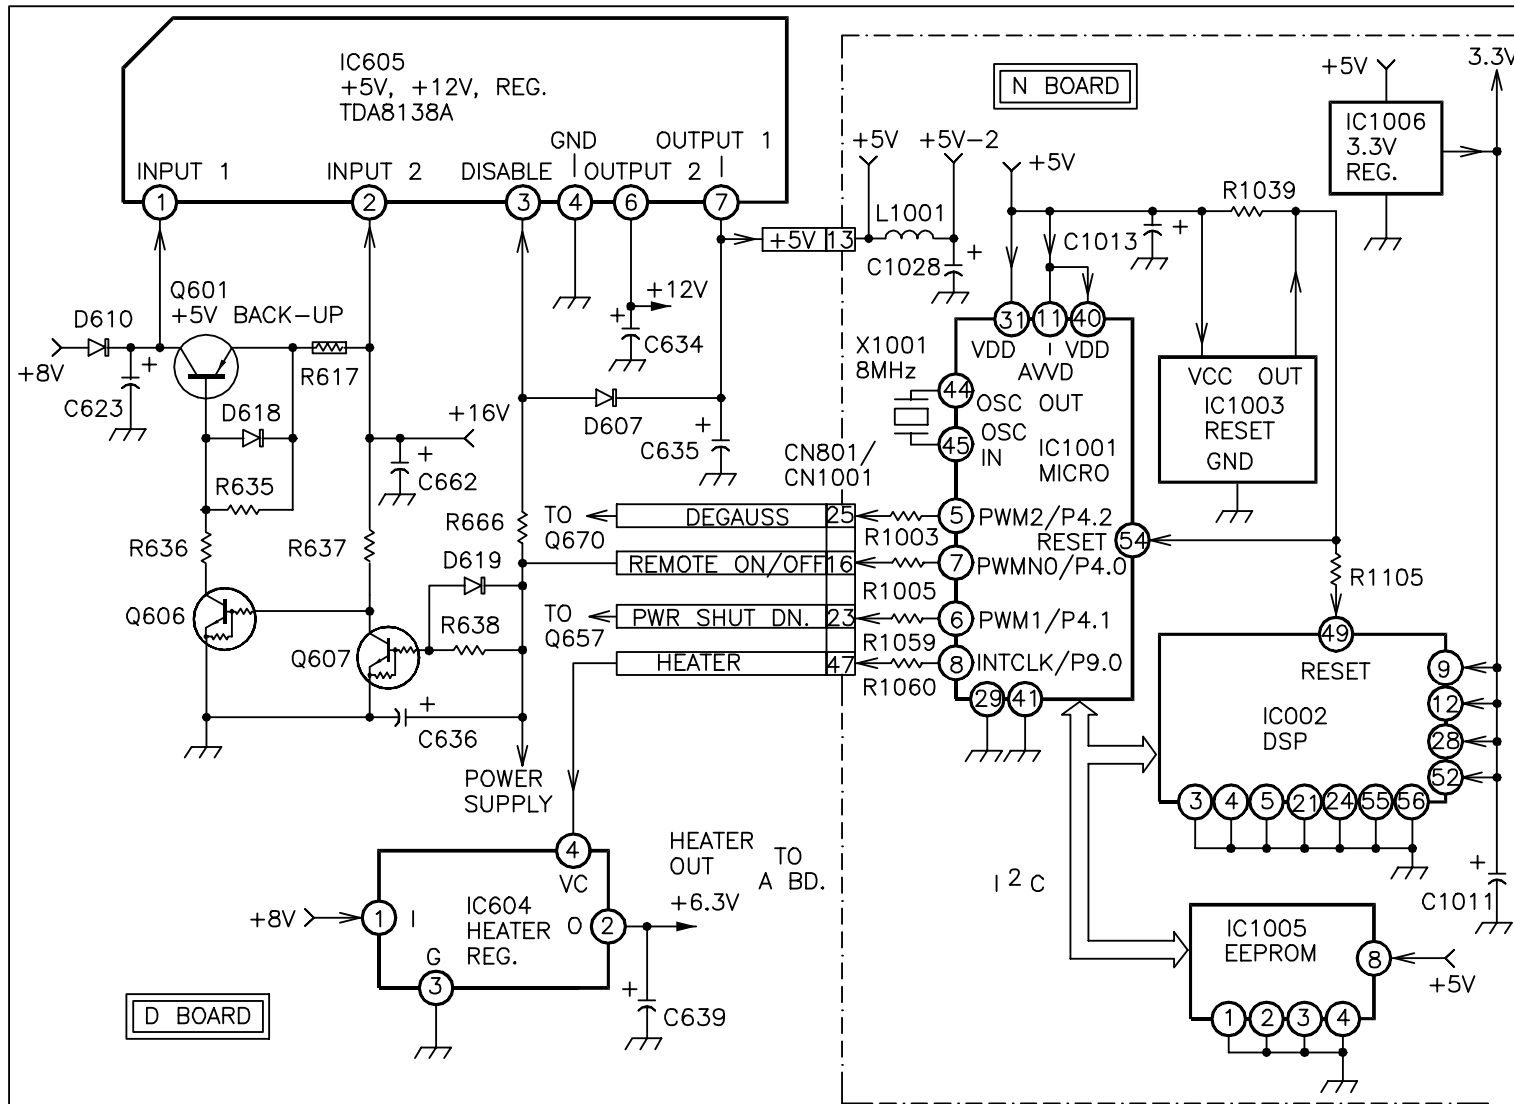 IC605
+5V, +12V, REG.
TDA8138A
INPUT 1
INPUT 2
DISABLE
GND
OUTPUT 2
OUTPUT 1
1
2
3
4
6
7
N BOARD
+5V
3.3V
IC1006
3.3V
REG.
+5V
+5V-2
+5V
R1039
L1001
+5V 13
C1028 +
C1013 +
Q601
+5V BACK-UP
D610
+8V
+
C623
R617
+12V
+
C634
D618
+16V
+
C662
R635
D607
+
C635
X1001
8MHz
31
11
40
VDD
AVVD
VDD
44
OSC OUT
45
OSC
IN
IC1001
MICRO
VCC OUT
IC1003
RESET
GND
CN801/
CN1001
R636
R637
R666
TO
Q670
DEGAUSS 25
R1003
5
PWM2/P4.2
RESET
54
REMOTE ON/OFF 16
R1005
7
PWMN0/P4.0
R1105
D619
Q606
Q607
R638
TO
Q657
PWR SHUT DN. 23
R1059
6
PWM1/P4.1
HEATER 47
R1060
8
INTCLK/P9.0
29
41
49
RESET
9
12
28
52
IC002
DSP
3
4
5
21
24
55
56
+
C636
POWER
SUPPLY
HEATER
OUT
+6.3V
TO
A BD.
4
VC
+8V
1
I
IC604
HEATER
REG.
O
2
G
3
+
C639
D BOARD
I 2 C
+
C1011
IC1005
EEPROM
8
+5V
1
2
3
4